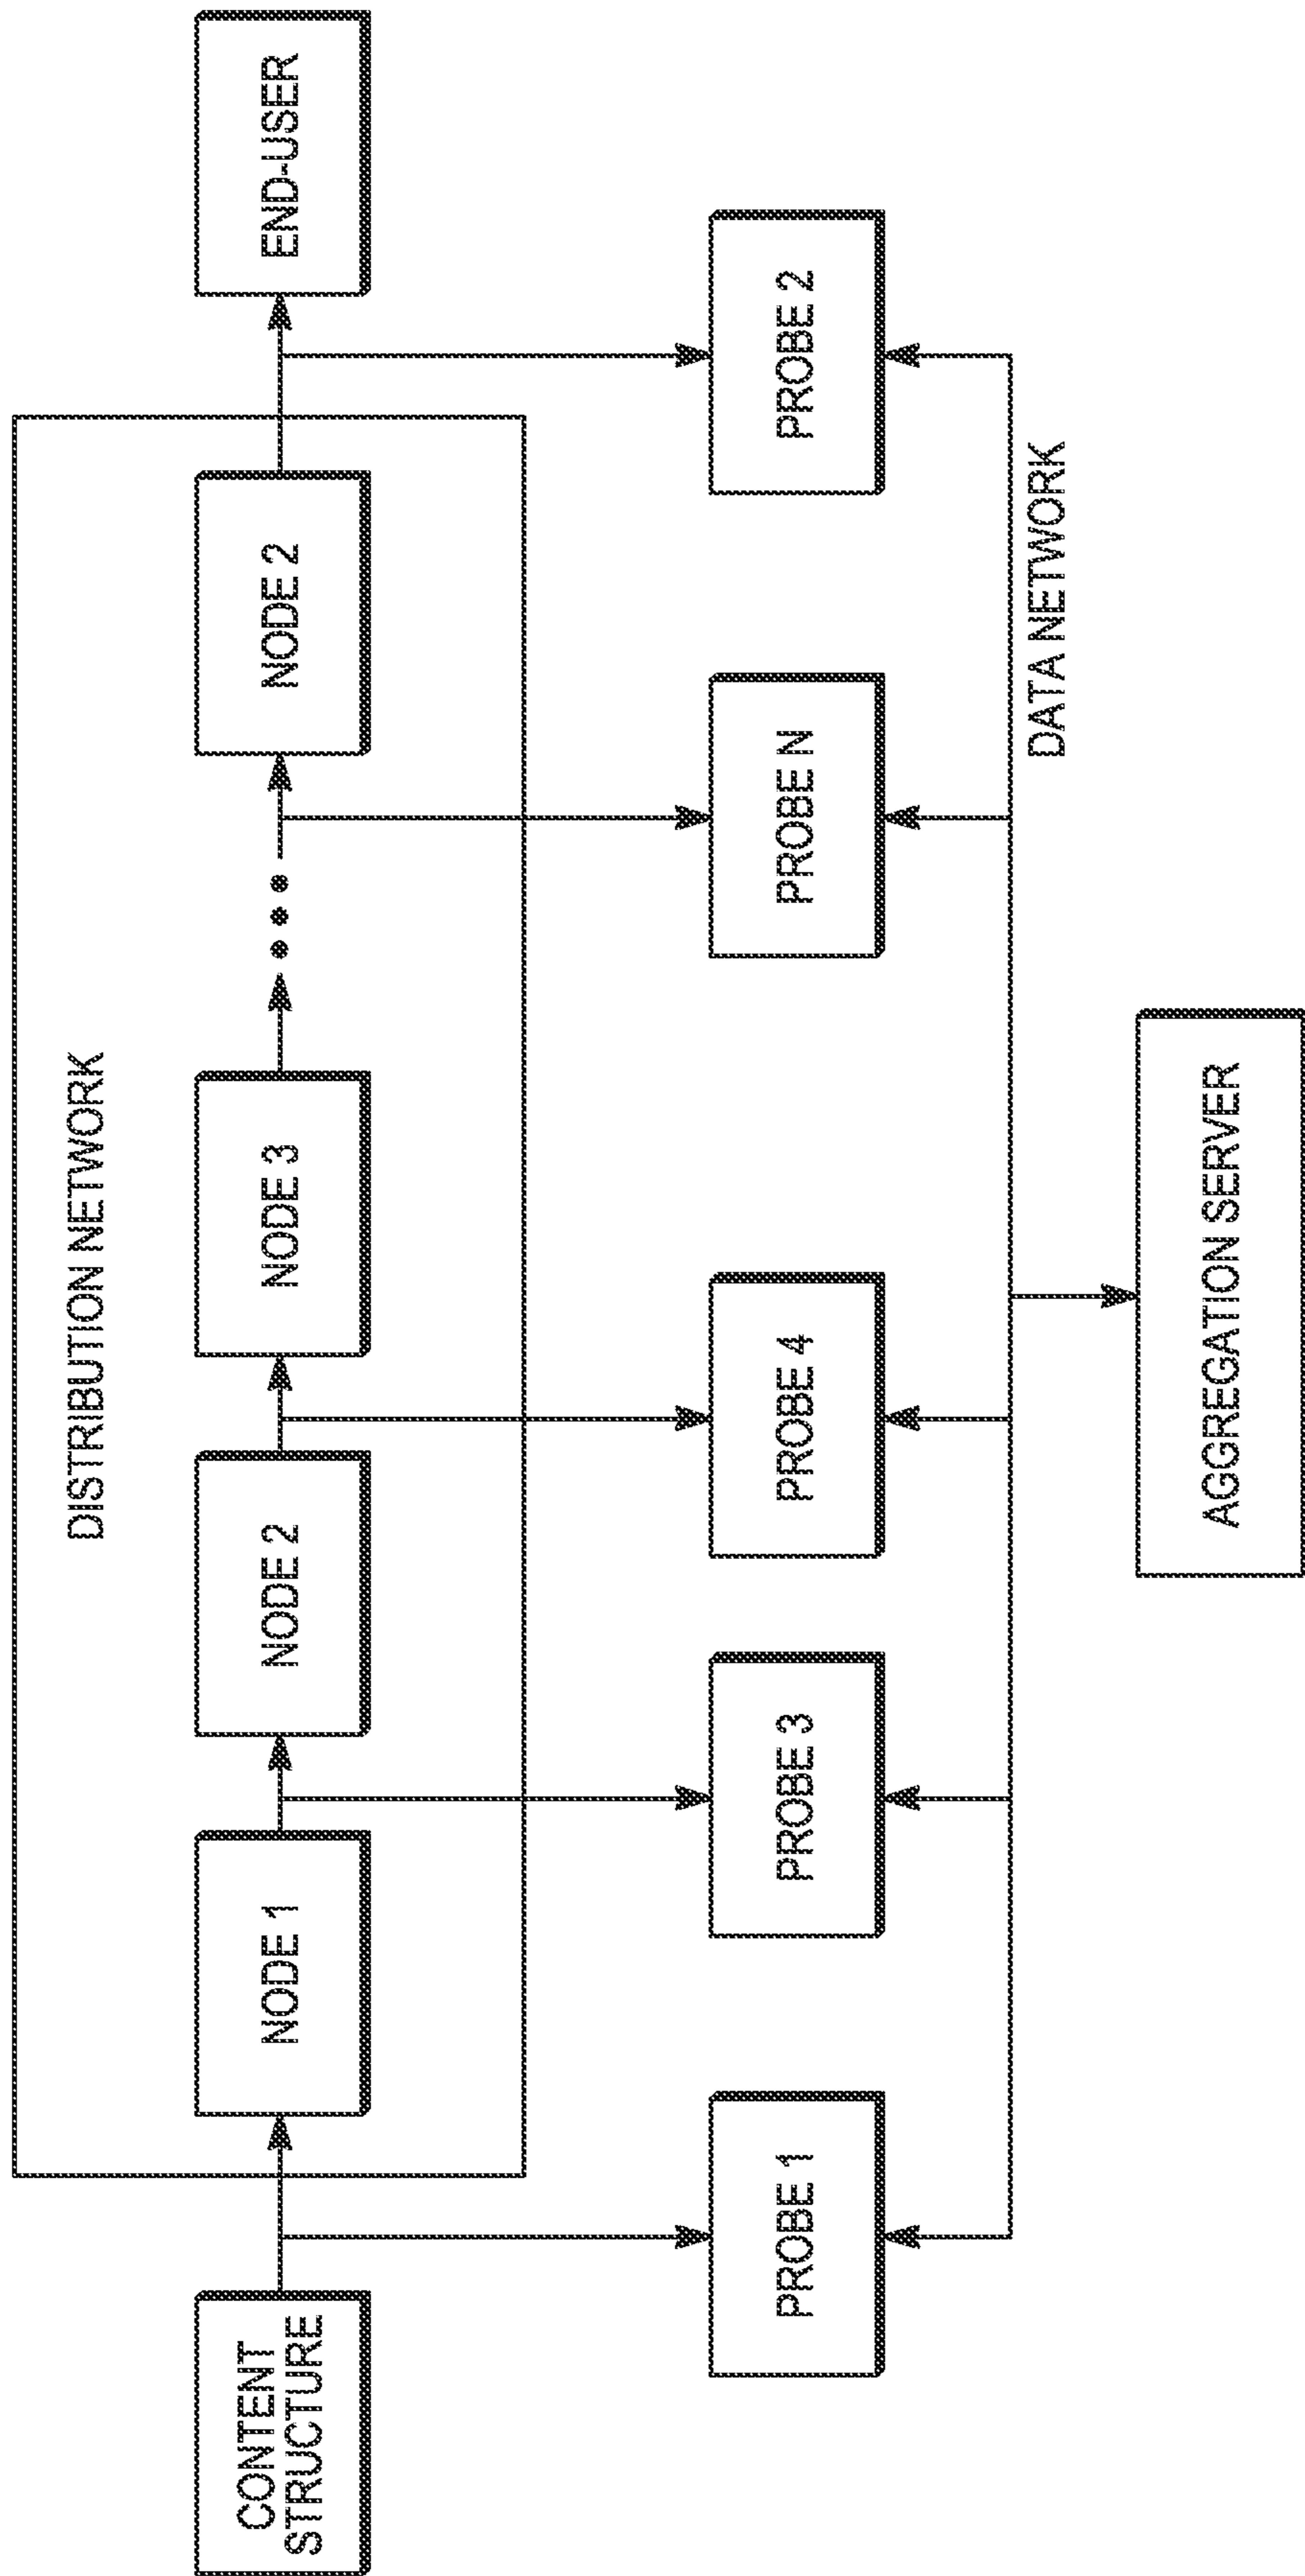 DISTRIBUTION NETWORK
CONTENT
STRUCTURE
NODE 1
NODE 2
NODE 3
NODE 2
END-USER
PROBE 1
PROBE 3
PROBE 4
PROBE N
PROBE 2
DATA NETWORK
AGGREGATION SERVER